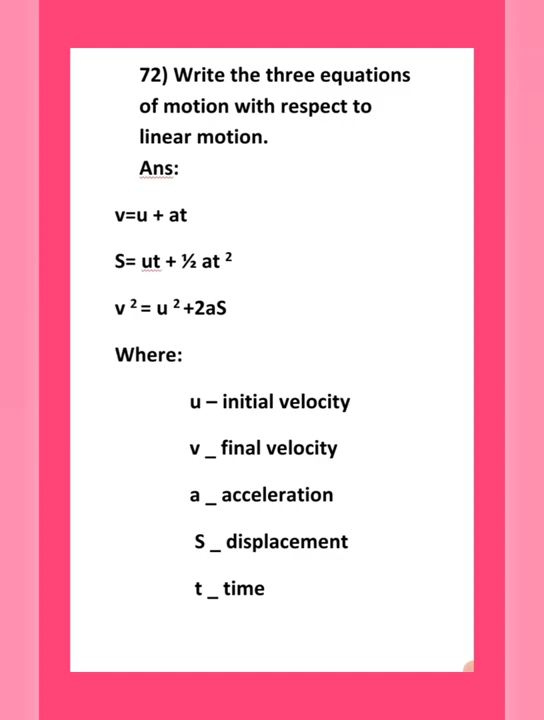 72) Write the three equations
of motion with respect to
linear motion.
Ans:
v=u + at
S= ut + ½ at ²
v ² = u ² +2aS
Where:
u – initial velocity
v _ final velocity
a _ acceleration
S _ displacement
t _ time